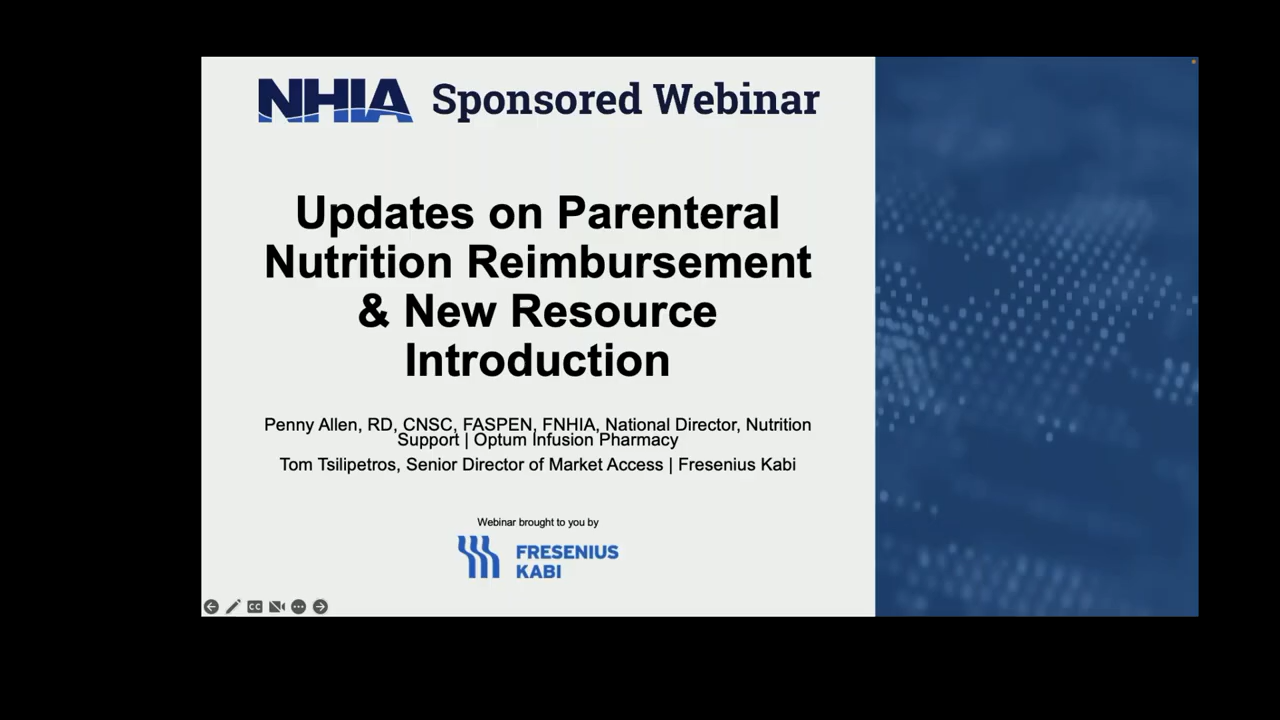 NHIA Sponsored Webinar
Updates on Parenteral
Nutrition Reimbursement
& New Resource
Introduction
Penny Allen, RD, CNSC, FASPEN, FNHIA, National Director, Nutrition
Support | Optum Infusion Pharmacy
Tom Tsilipetros, Senior Director of Market Access | Fresenius Kabi
Webinar brought to you by
FRESENIUS
KABI
CC